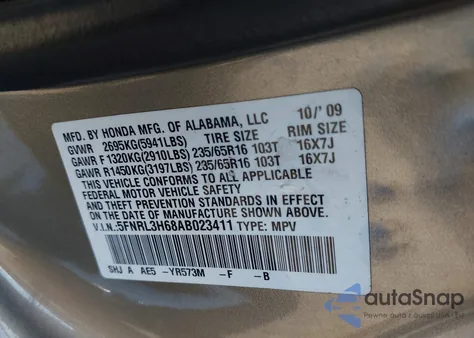 MFD. BY HONDA MFG. OF ALABAMA, LLC 10/'09
GVWR 2695KG(5941LBS) TIRE SIZE RIM SIZE
GAWR F 1320KG(2910LBS) 235/65R16 103T 16X7J
GAWR R1450KG(3197LBS) 235/65R16 103T 16X7J
THIS VEHICLE CONFORMS TO ALL APPLICABLE
FEDERAL MOTOR VEHICLE SAFETY
AND THEFT PREVENTION STANDARDS IN EFFECT
ON THE DATE OF MANUFACTURE SHOWN ABOVE.
V.I.N.:5FNRL3H68AB023411 TYPE: MPV
SHJ A AE5 -YR573M -F -B
autoSnap